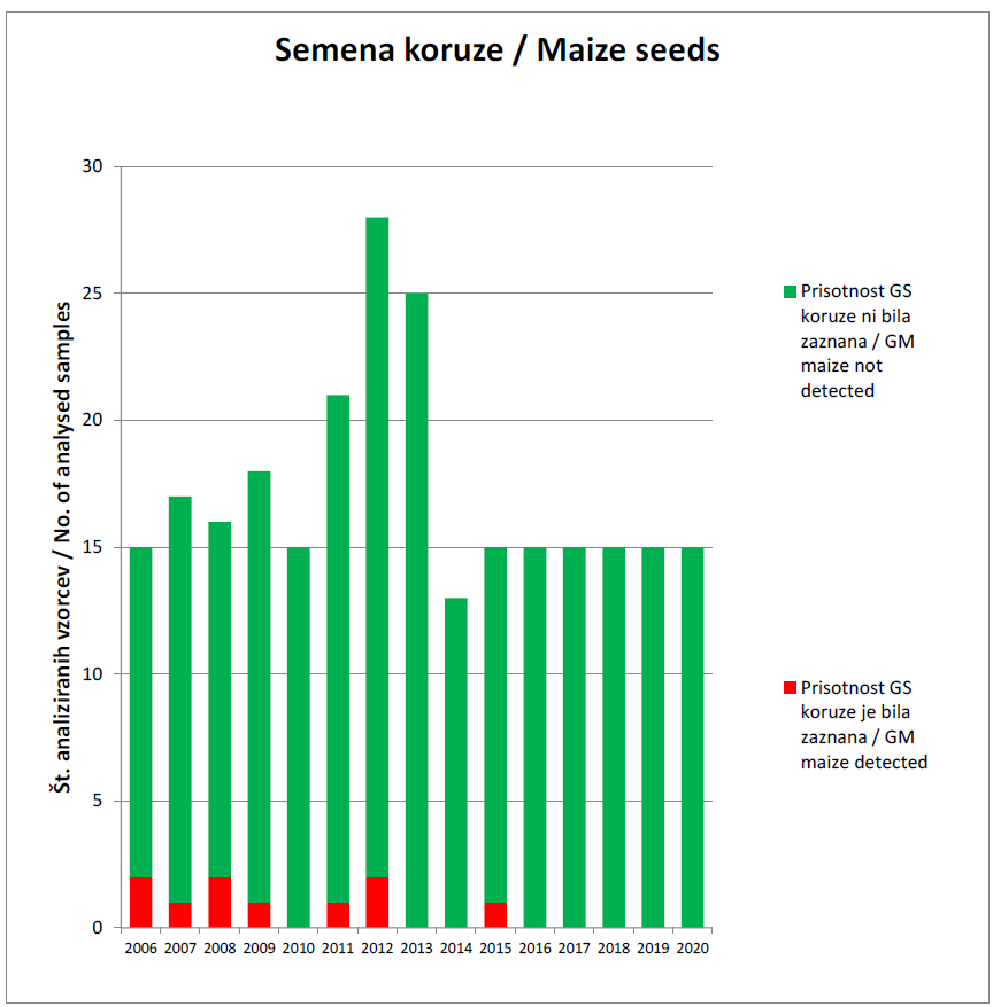 Semena koruze / Maize seeds
Št. analiziranih vzorcev / No. of analysed samples
30
25
20
15
10
5
0
2006 2007 2008 2009 2010 2011 2012 2013 2014 2015 2016 2017 2018 2019 2020
Prisotnost GS
koruze ni bila
zaznana / GM
maize not
detected
Prisotnost GS
koruze je bila
zaznana / GM
maize detected